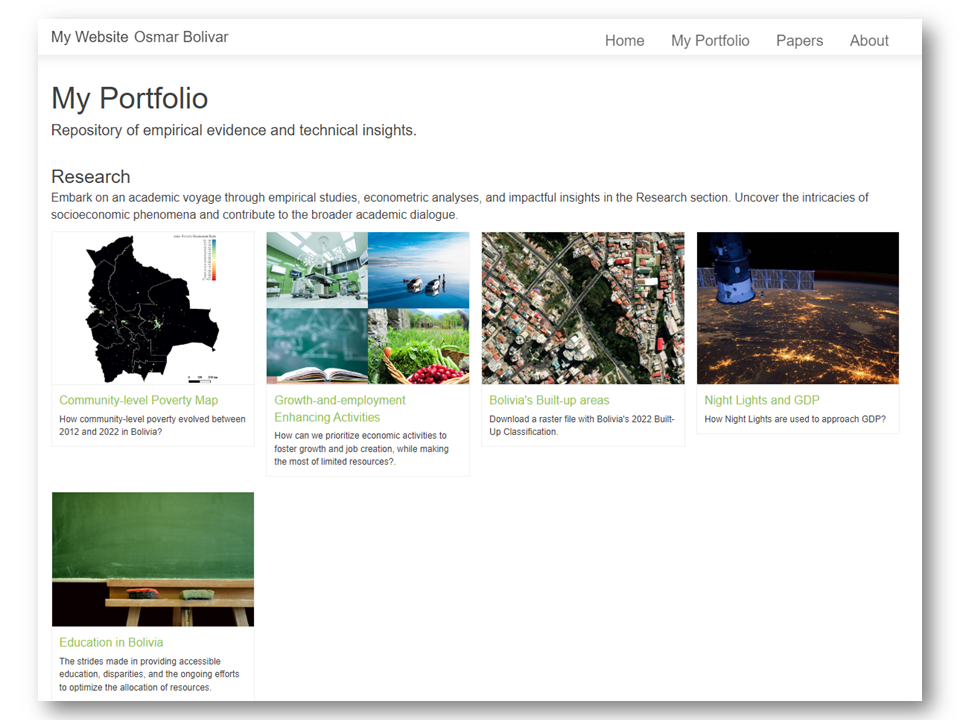 My Website Osmar Bolivar
Home My Portfolio Papers About
My Portfolio
Repository of empirical evidence and technical insights.
Research
Embark on an academic voyage through empirical studies, econometric analyses, and impactful insights in the Research section. Uncover the intricacies of
socioeconomic phenomena and contribute to the broader academic dialogue.
Community-level Poverty Map
How community-level poverty evolved between
2012 and 2022 in Bolivia?
Growth-and-employment
Enhancing Activities
How can we prioritize economic activities to
foster growth and job creation, while making
the most of limited resources?.
Bolivia's Built-up areas
Download a raster file with Bolivia's 2022 Built-
Up Classification.
Night Lights and GDP
How Night Lights are used to approach GDP?
Education in Bolivia
The strides made in providing accessible
education, disparities, and the ongoing efforts
to optimize the allocation of resources.